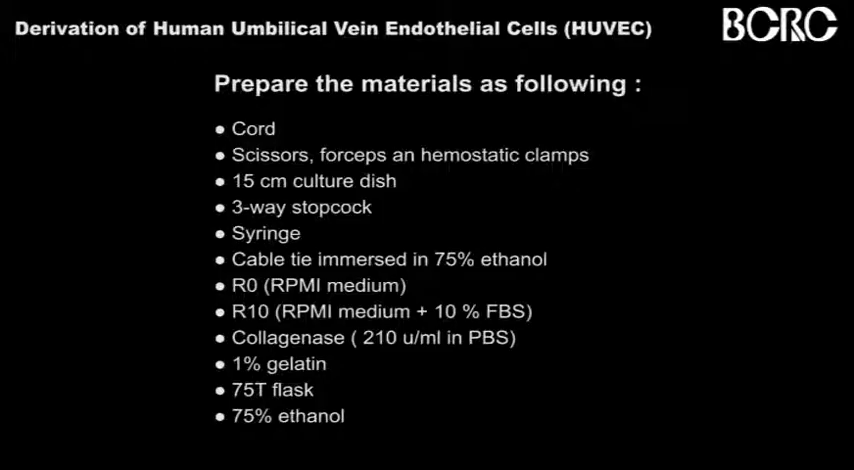 Derivation of Human Umbilical Vein Endothelial Cells (HUVEC)
BCRC
Prepare the materials as following :
● Cord
● Scissors, forceps an hemostatic clamps
● 15 cm culture dish
● 3-way stopcock
● Syringe
● Cable tie immersed in 75% ethanol
● R0 (RPMI medium)
● R10 (RPMI medium + 10 % FBS)
● Collagenase ( 210 u/ml in PBS)
● 1% gelatin
● 75T flask
● 75% ethanol